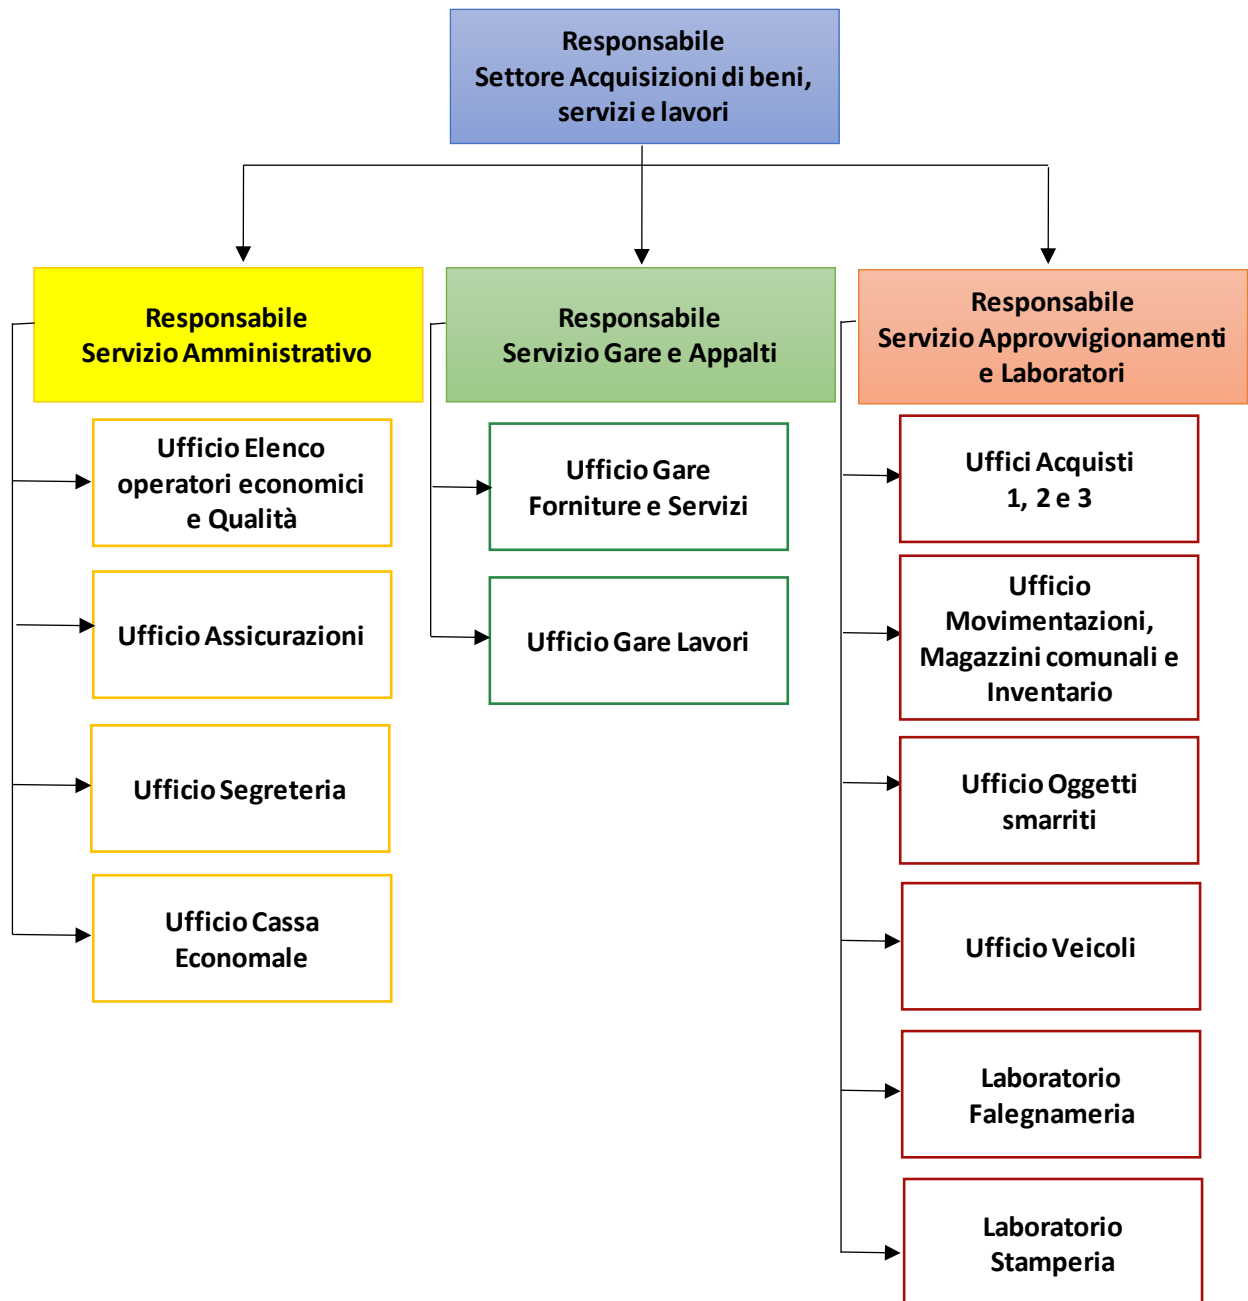 Responsabile
Settore Acquisizioni di beni,
servizi e lavori
Responsabile
Servizio Amministrativo
Responsabile
Servizio Gare e Appalti
Responsabile
Servizio Approvvigionamenti
e Laboratori
Ufficio Elenco
operatori economici
e Qualità
Ufficio Assicurazioni
Ufficio Segreteria
Ufficio Cassa
Economale
Ufficio Gare
Forniture e Servizi
Ufficio Gare Lavori
Uffici Acquisti
1, 2 e 3
Ufficio
Movimentazioni,
Magazzini comunali e
Inventario
Ufficio Oggetti
smarriti
Ufficio Veicoli
Laboratorio
Falegnameria
Laboratorio
Stamperia